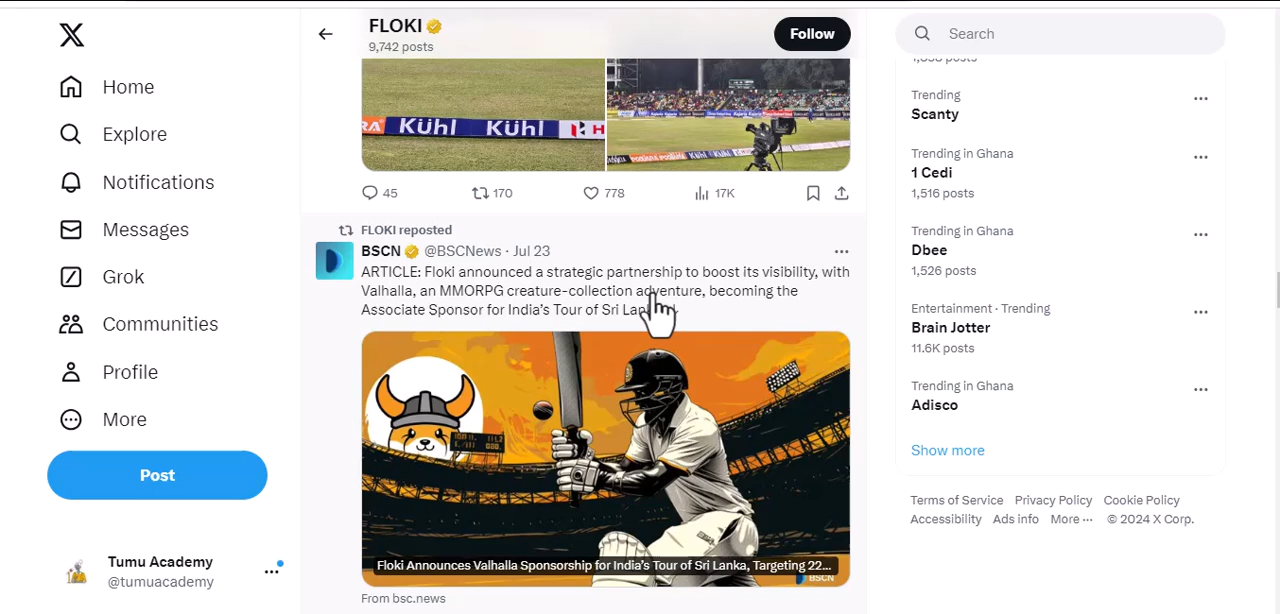 Home
Explore
Notifications
Messages
Grok
Communities
Profile
More
Post
Tumu Academy
@tumuacademy
FLOKI
9,742 posts
Follow
Kühl Kühl
45 170 778 17K
FLOKI reposted
BSCN @BSCNews · Jul 23
ARTICLE: Floki announced a strategic partnership to boost its visibility, with
Valhalla, an MMORPG creature-collection adventure, becoming the
Associate Sponsor for India's Tour of Sri
Floki Announces Valhalla Sponsorship for India's Tour of Sri Lanka, Targeting 22...
BSCN
From bsc.news
Search
Trending
Scanty
Trending in Ghana
1 Cedi
1,516 posts
Trending in Ghana
Dbee
1,526 posts
Entertainment · Trending
Brain Jotter
11.6K posts
Trending in Ghana
Adisco
Show more
Terms of Service Privacy Policy Cookie Policy
Accessibility Ads info More ··· © 2024 X Corp.